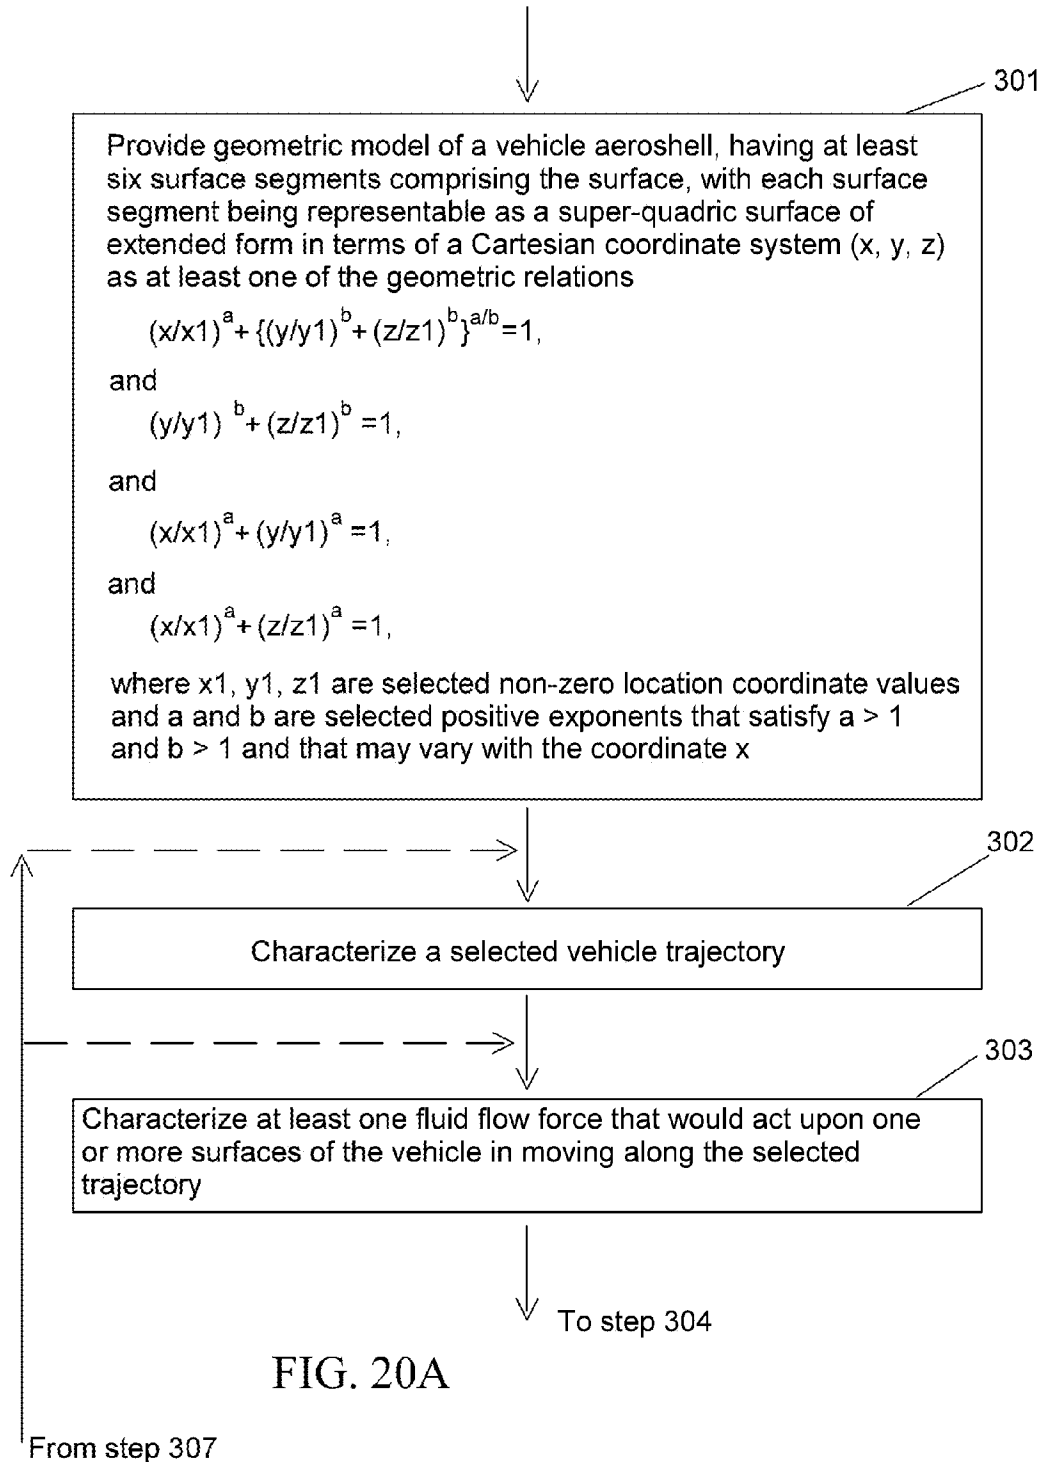 301
Provide geometric model of a vehicle aeroshell, having at least
six surface segments comprising the surface, with each surface
segment being representable as a super-quadric surface of
extended form in terms of a Cartesian coordinate system (x, y, z)
as at least one of the geometric relations
(x/x1)^a + {(y/y1)^b + (z/z1)^b}^a/b =1,
and
(y/y1)^b + (z/z1)^b =1,
and
(x/x1)^a + (y/y1)^a =1,
and
(x/x1)^a + (z/z1)^a =1,
where x1, y1, z1 are selected non-zero location coordinate values
and a and b are selected positive exponents that satisfy a > 1
and b > 1 and that may vary with the coordinate x
302
Characterize a selected vehicle trajectory
303
Characterize at least one fluid flow force that would act upon one
or more surfaces of the vehicle in moving along the selected
trajectory
To step 304
FIG. 20A
From step 307